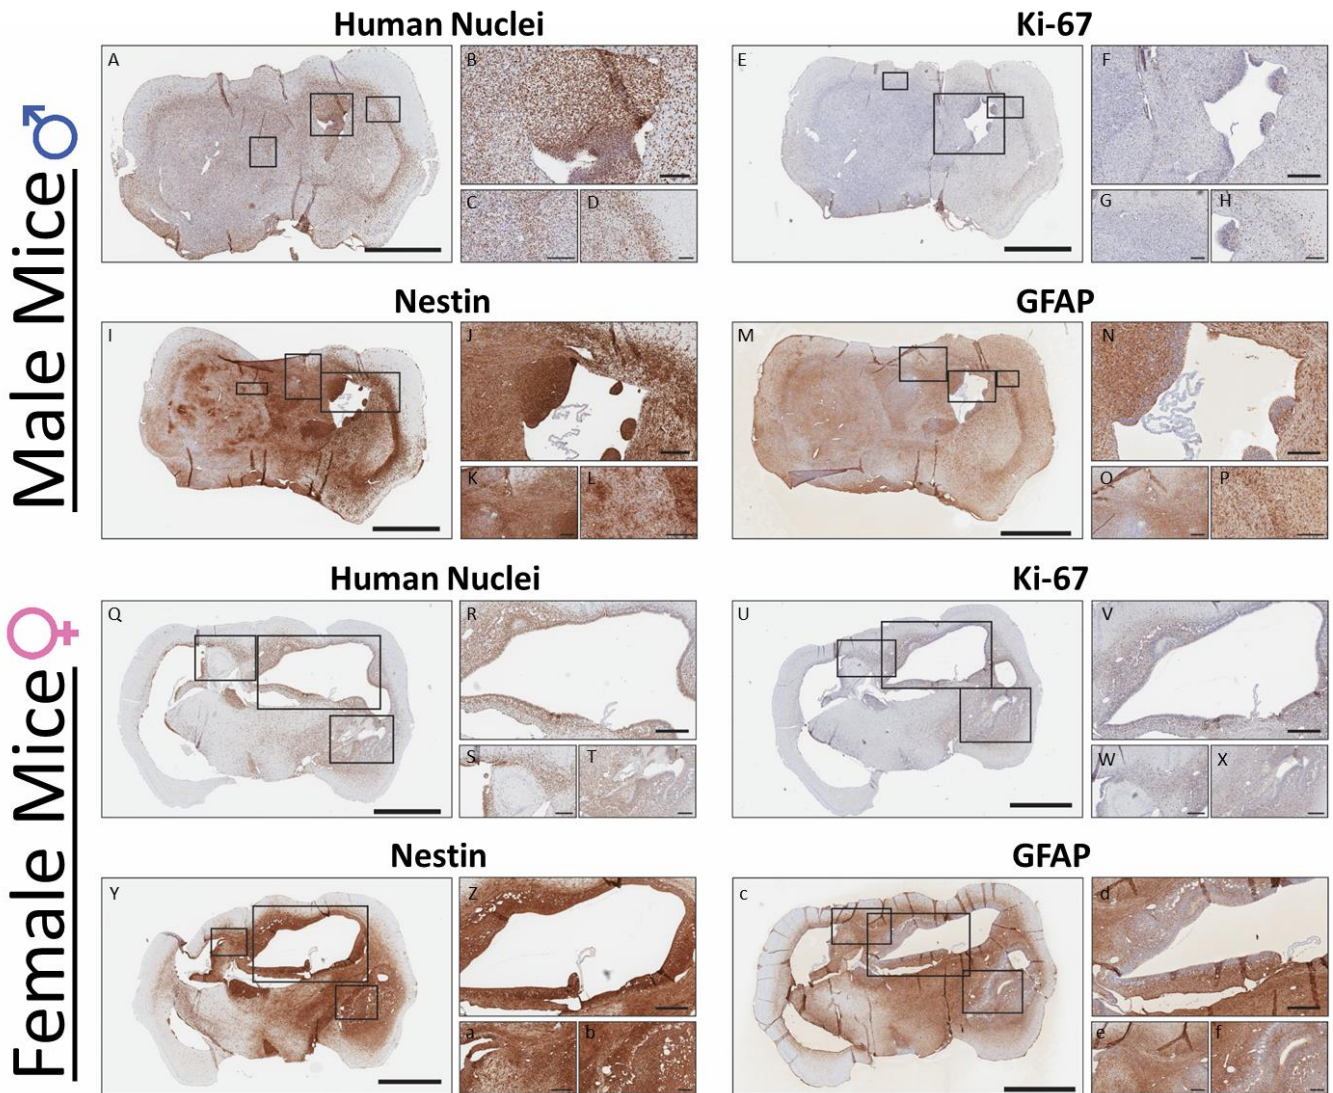 Male Mice
Human Nuclei
A
B
C
D
Ki-67
E
F
G
H
Nestin
I
J
K
L
GFAP
M
N
O
P
Female Mice
Human Nuclei
Q
R
S
T
Ki-67
U
V
W
X
Nestin
Y
Z
a
b
GFAP
c
d
e
f